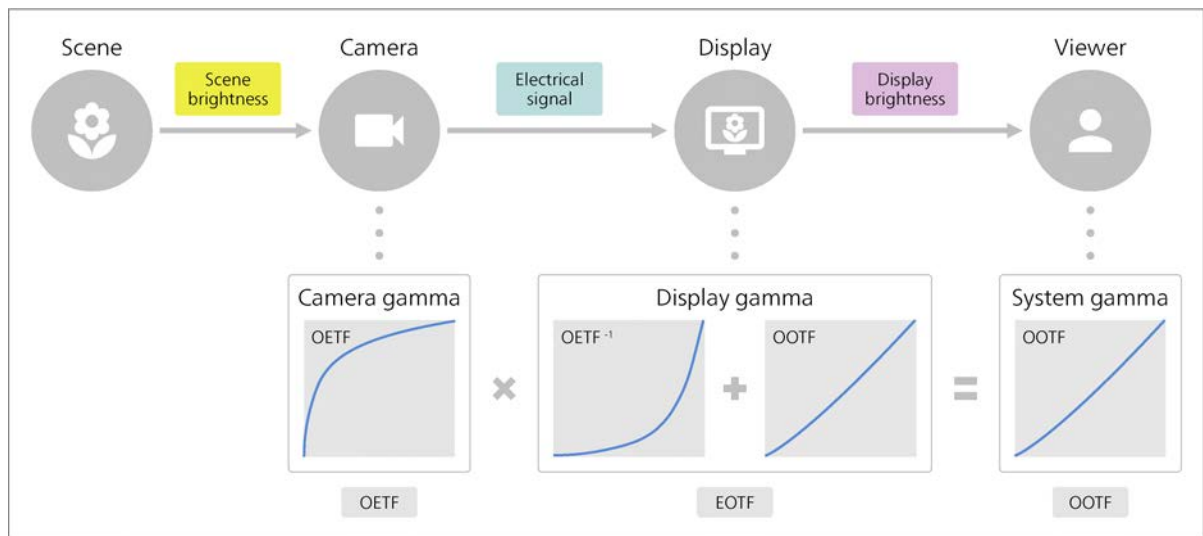 Scene
Camera
Display
Viewer
Scene
brightness
Electrical
signal
Display
brightness
Camera gamma
Display gamma
System gamma
OETF
OETF ⁻¹
OOTF
OOTF
OETF
EOTF
OOTF